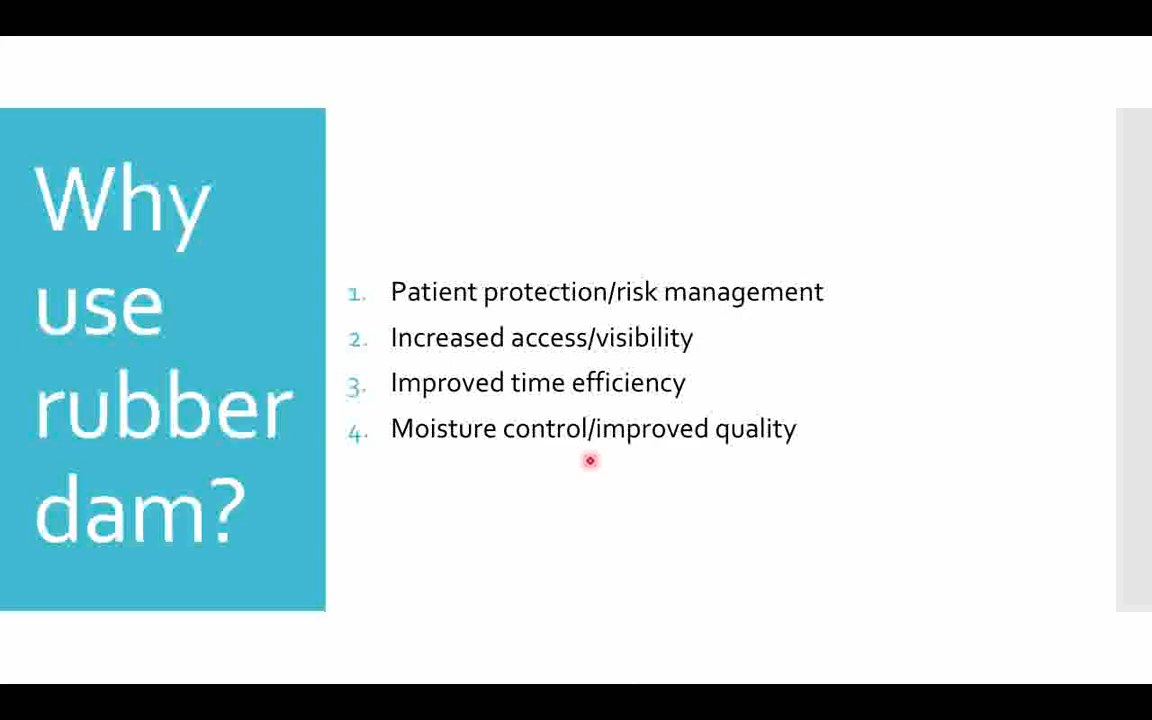 Why
use
rubber
dam?
1. Patient protection/risk management
2. Increased access/visibility
3. Improved time efficiency
4. Moisture control/improved quality